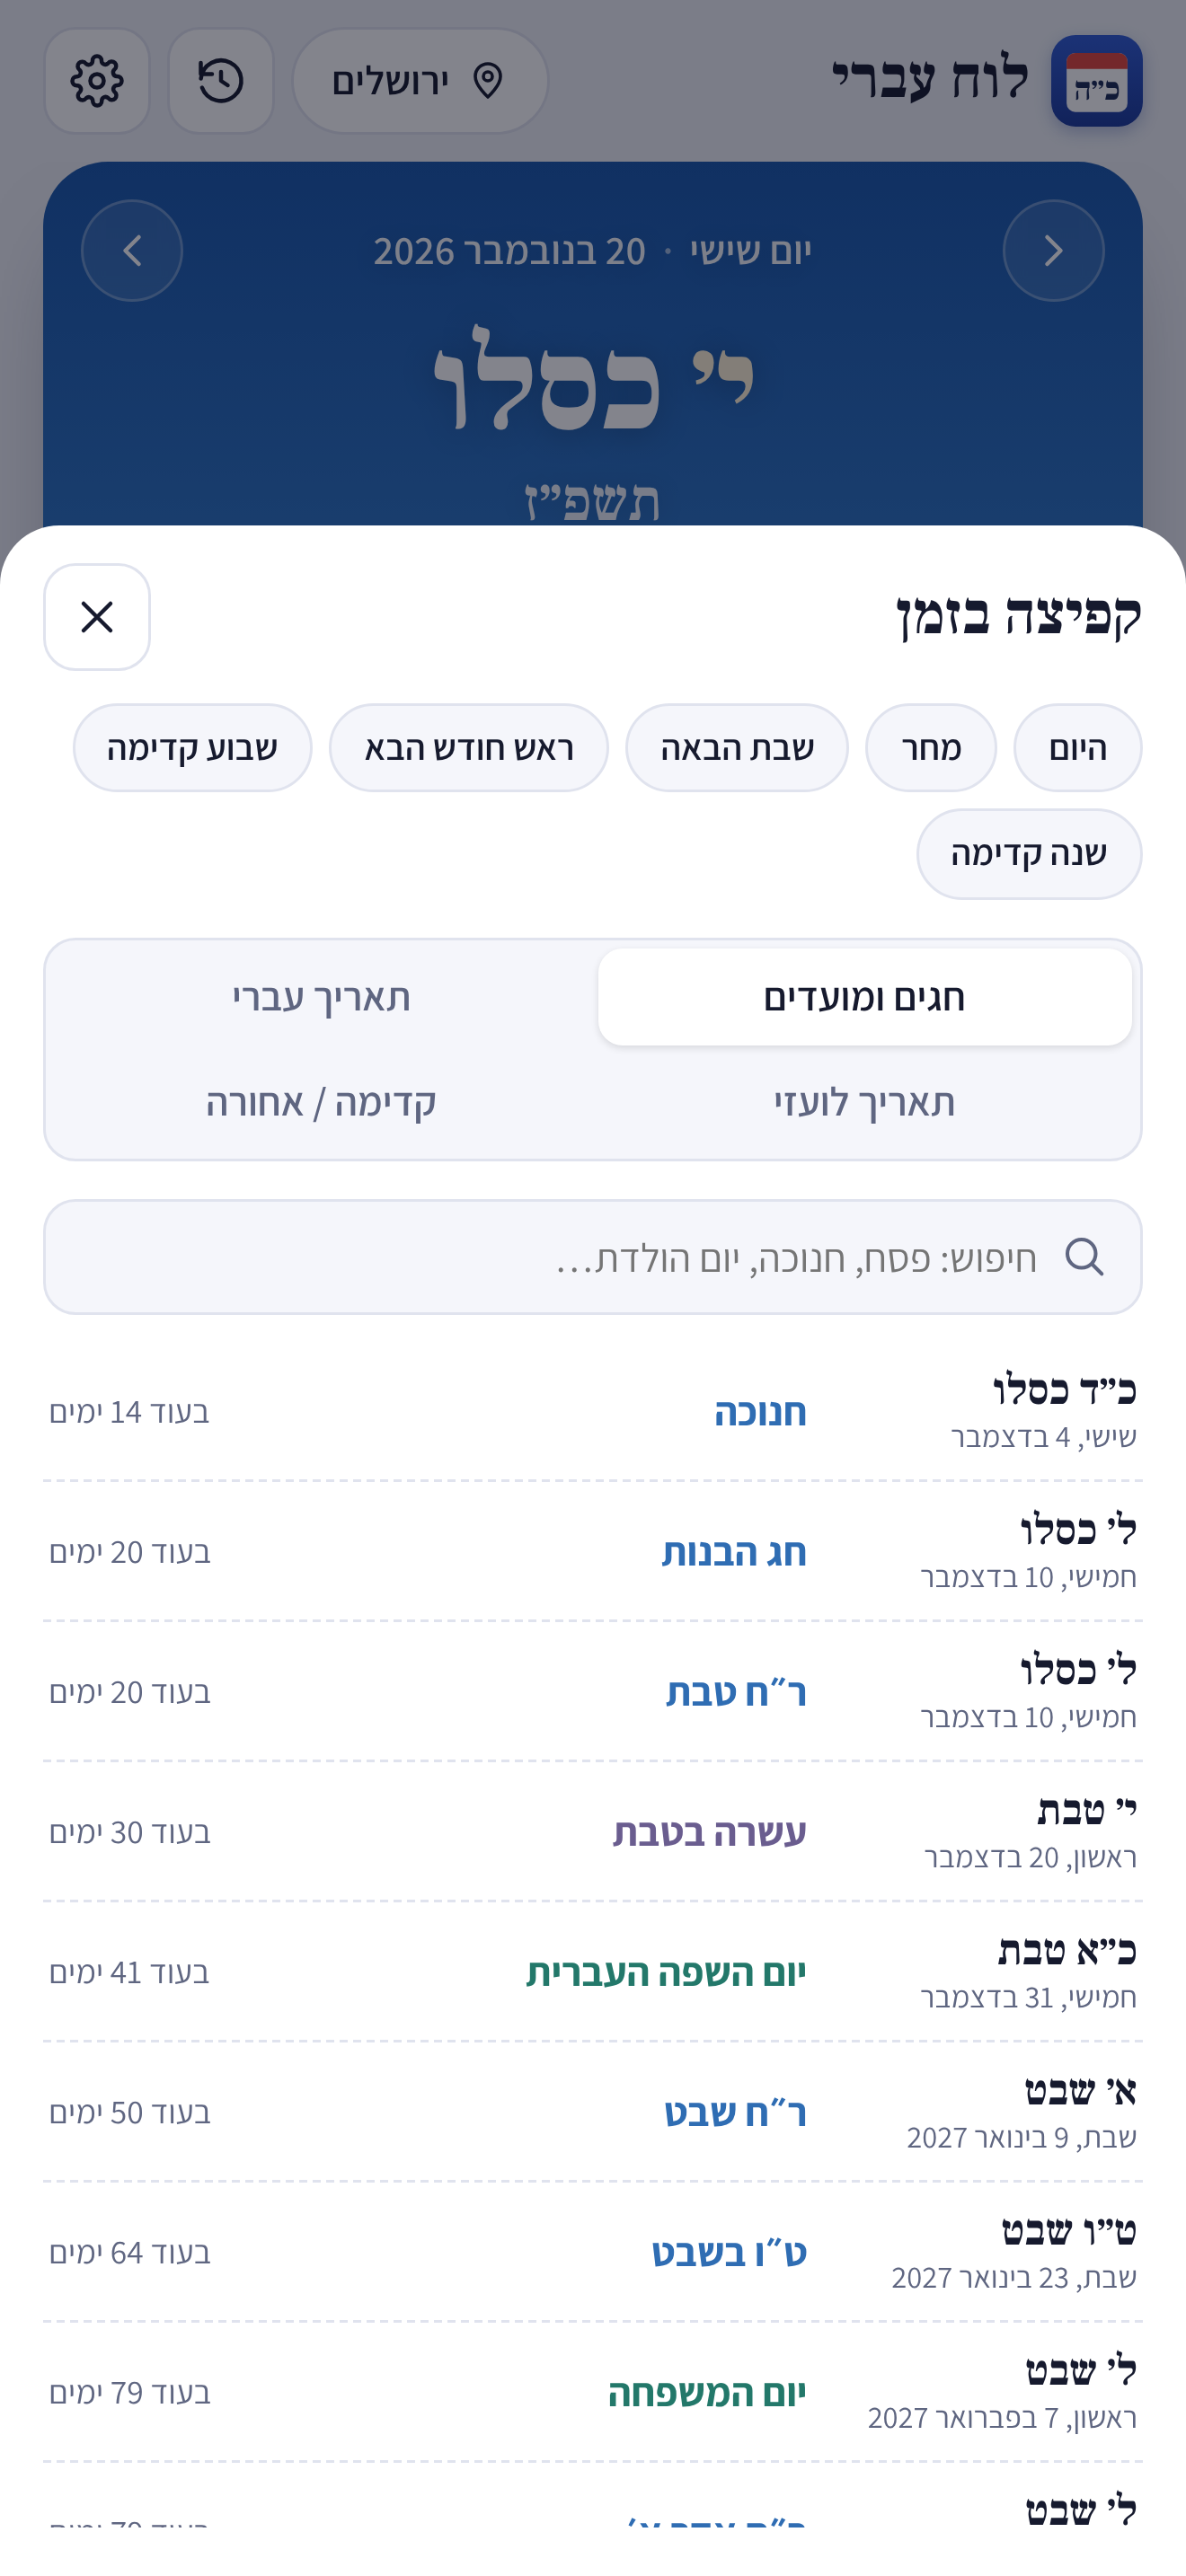 כ״ה
לוח עברי
ירושלים
יום שישי · 20 בנובמבר 2026
י׳ כסלו
תשפ״ז
קפיצה בזמן
היום
מחר
שבת הבאה
ראש חודש הבא
שבוע קדימה
שנה קדימה
חגים ומועדים
תאריך עברי
תאריך לועזי
קדימה / אחורה
חיפוש: פסח, חנוכה, יום הולדת…
כ״ד כסלו
שישי, 4 בדצמבר
חנוכה
בעוד 14 ימים
ל׳ כסלו
חמישי, 10 בדצמבר
חג הבנות
בעוד 20 ימים
ל׳ כסלו
חמישי, 10 בדצמבר
ר״ח טבת
בעוד 20 ימים
י׳ טבת
ראשון, 20 בדצמבר
עשרה בטבת
בעוד 30 ימים
כ״א טבת
חמישי, 31 בדצמבר
יום השפה העברית
בעוד 41 ימים
א׳ שבט
שבת, 9 בינואר 2027
ר״ח שבט
בעוד 50 ימים
ט״ו שבט
שבת, 23 בינואר 2027
ט״ו בשבט
בעוד 64 ימים
ל׳ שבט
ראשון, 7 בפברואר 2027
יום המשפחה
בעוד 79 ימים
ל׳ שבט